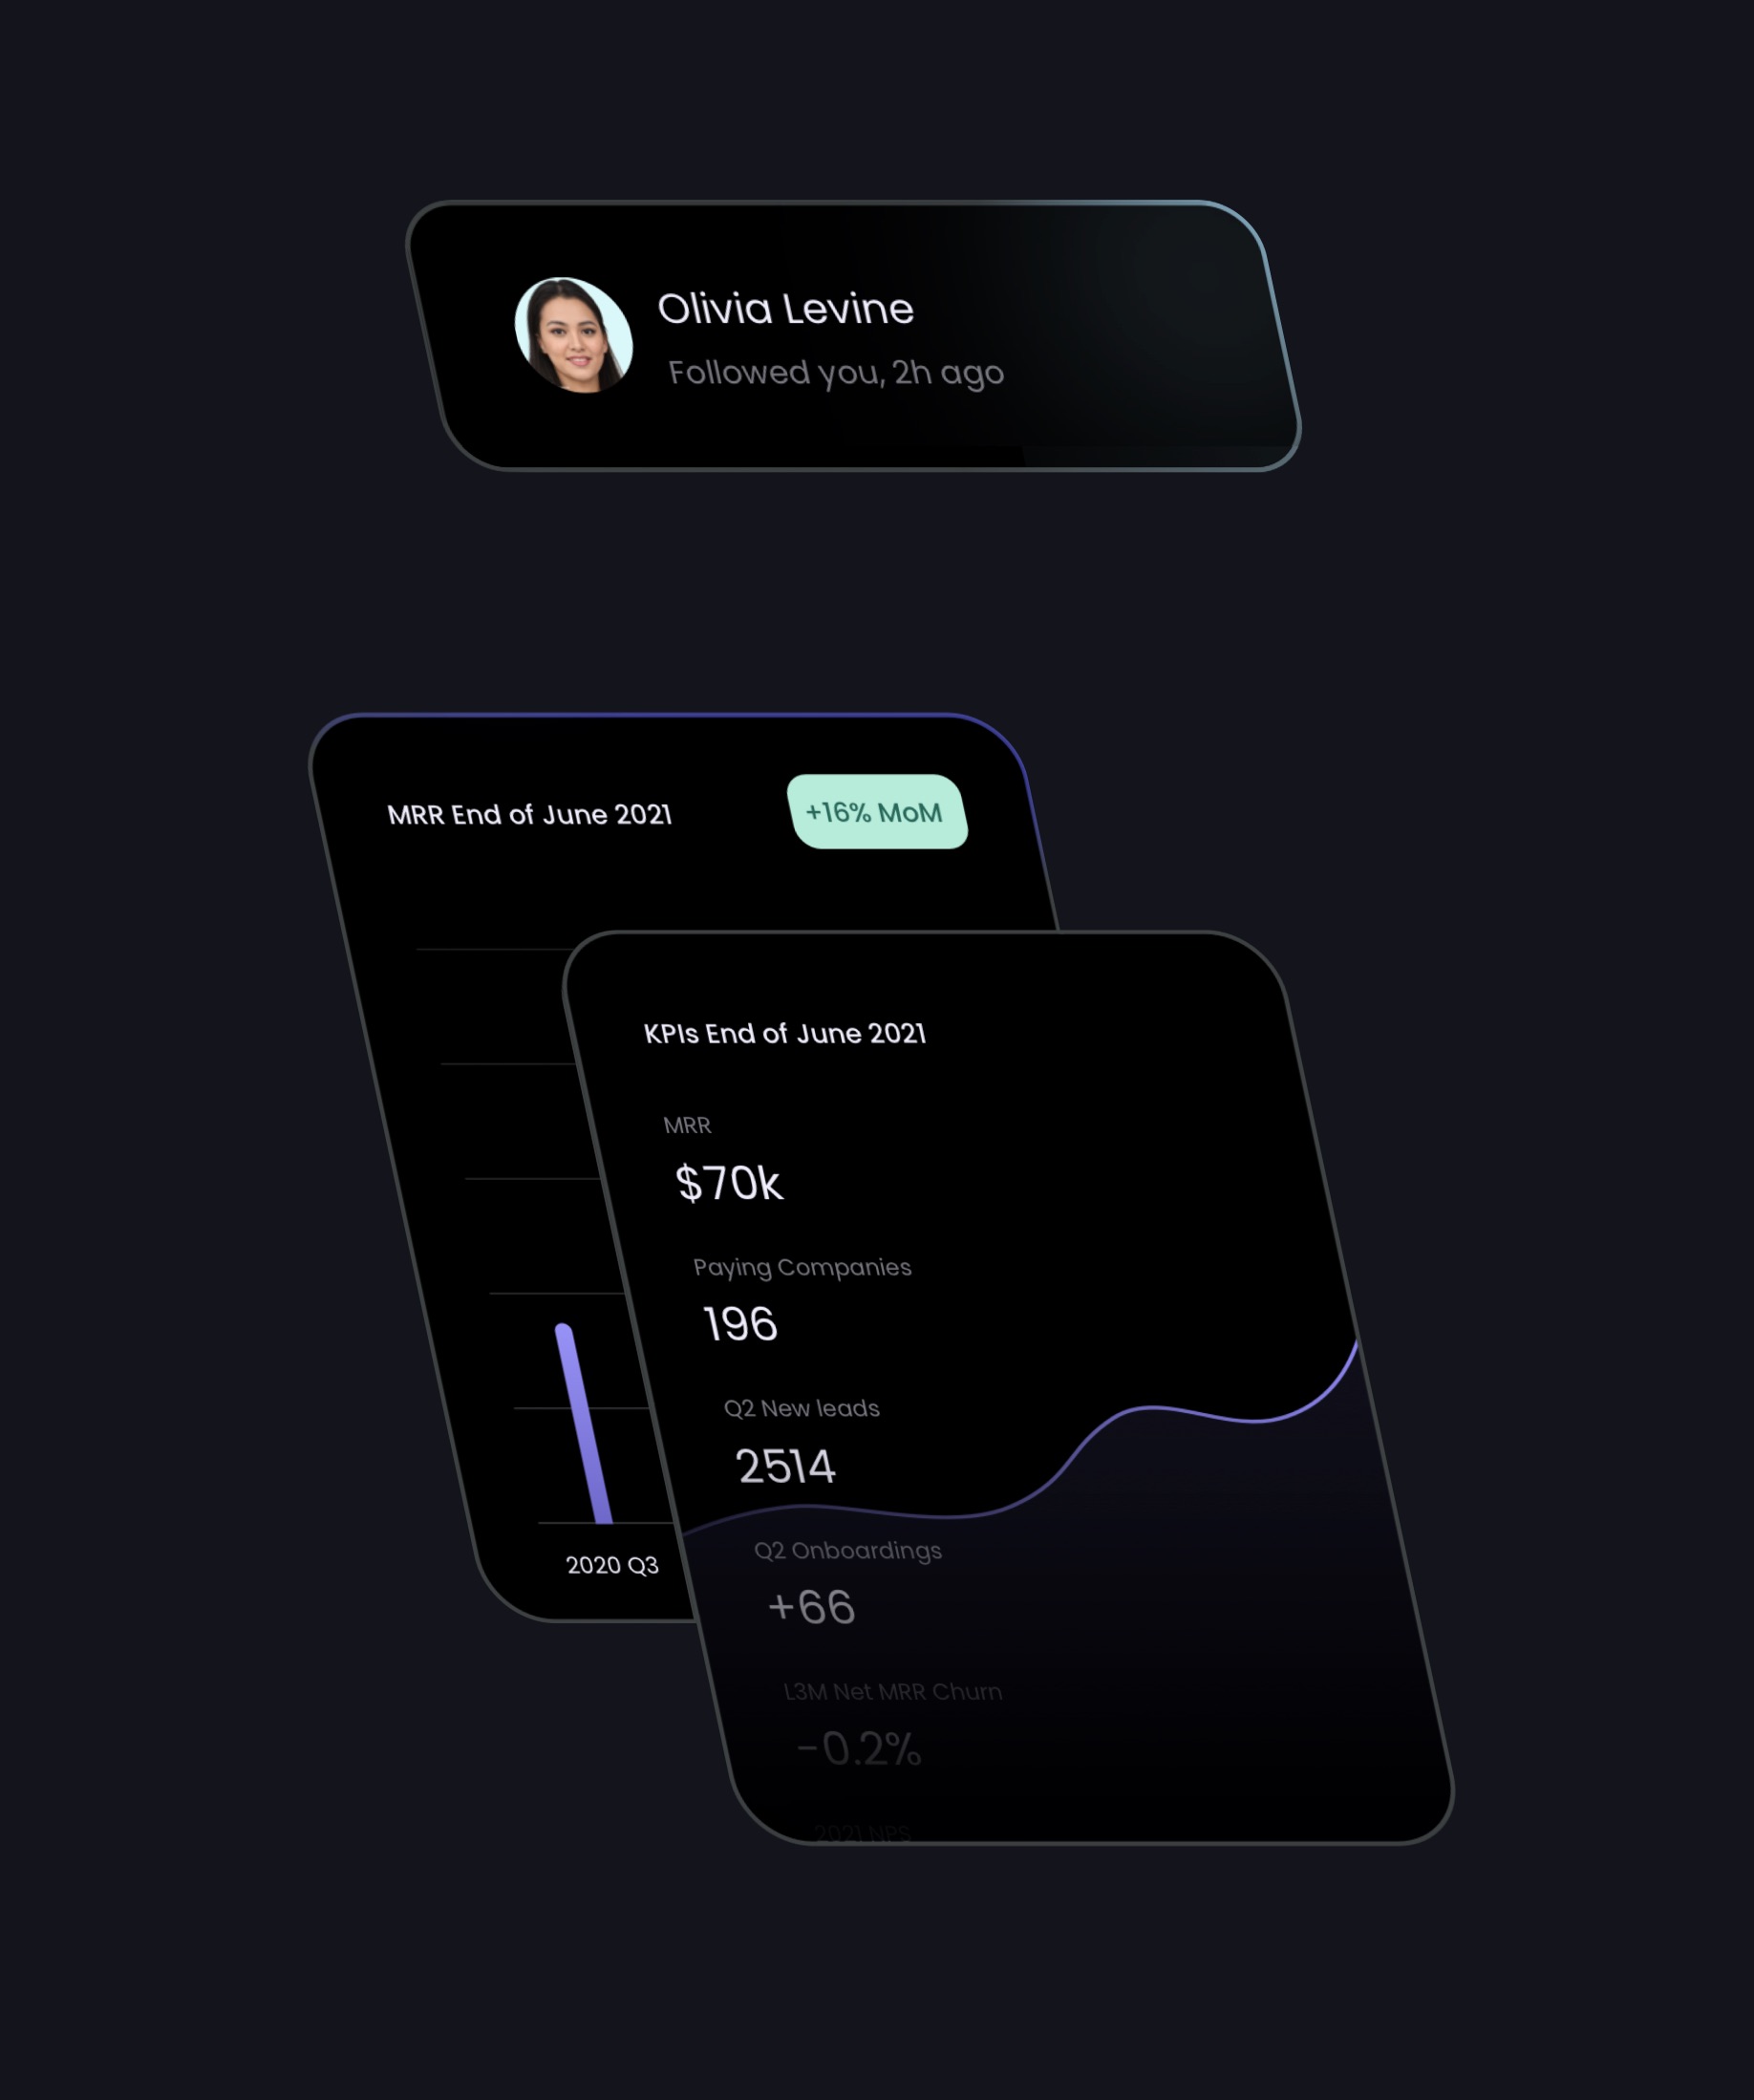 Olivia Levine
Followed you, 2h ago
MRR End of June 2021
+16% MoM
2020 Q3
KPIs End of June 2021
MRR
$70k
Paying Companies
196
Q2 New leads
2514
Q2 Onboardings
+66
L3M Net MRR Churn
-0.2%
2021 NPS